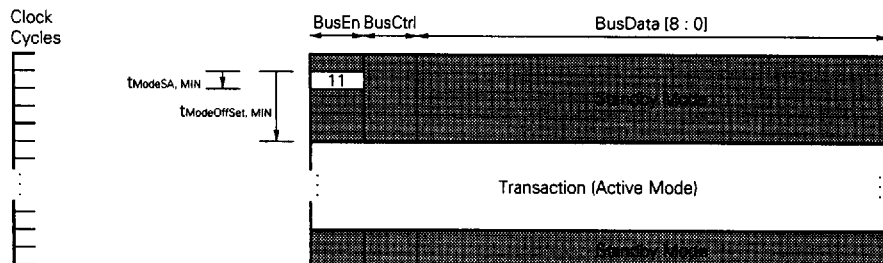 Clock
Cycles
BusEn BusCtrl BusData [8 : 0]
tModeSA, MIN
11
Standby Mode
tModeOffSet, MIN
Transaction (Active Mode)
Standby Mode